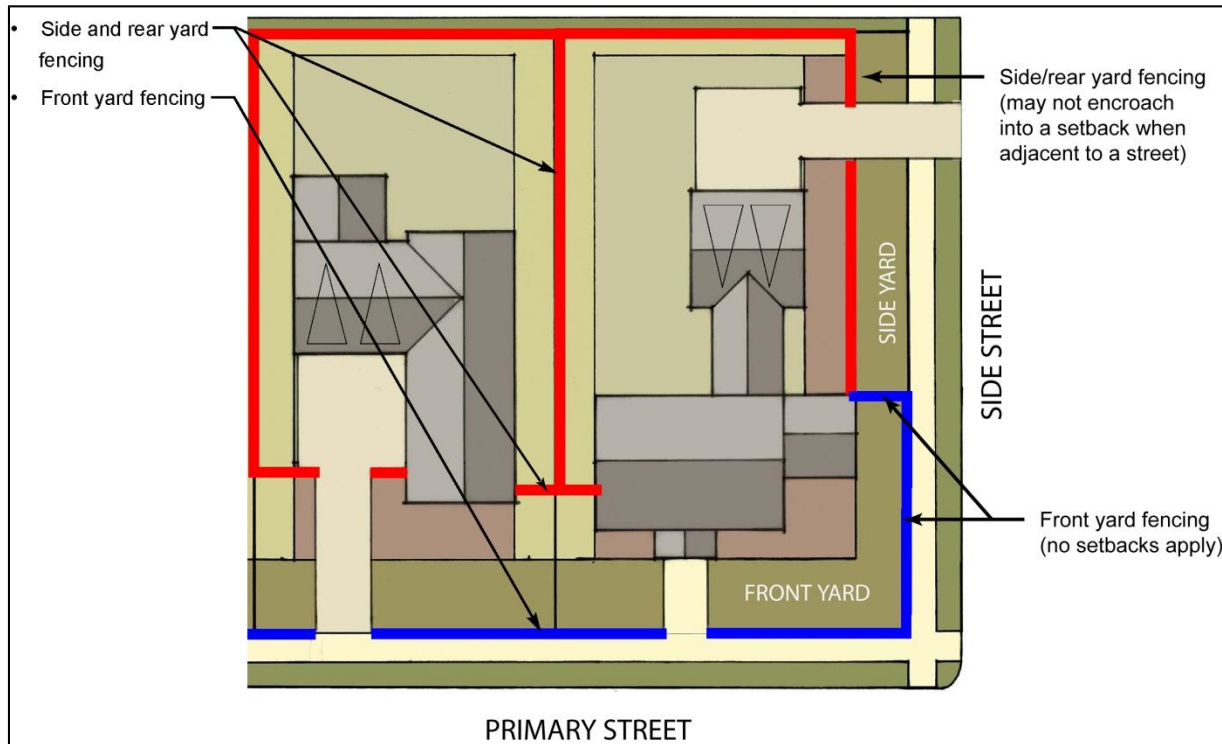 • Side and rear yard
fencing
• Front yard fencing
Side/rear yard fencing
(may not encroach
into a setback when
adjacent to a street)
SIDE YARD
SIDE STREET
Front yard fencing
(no setbacks apply)
FRONT YARD
PRIMARY STREET